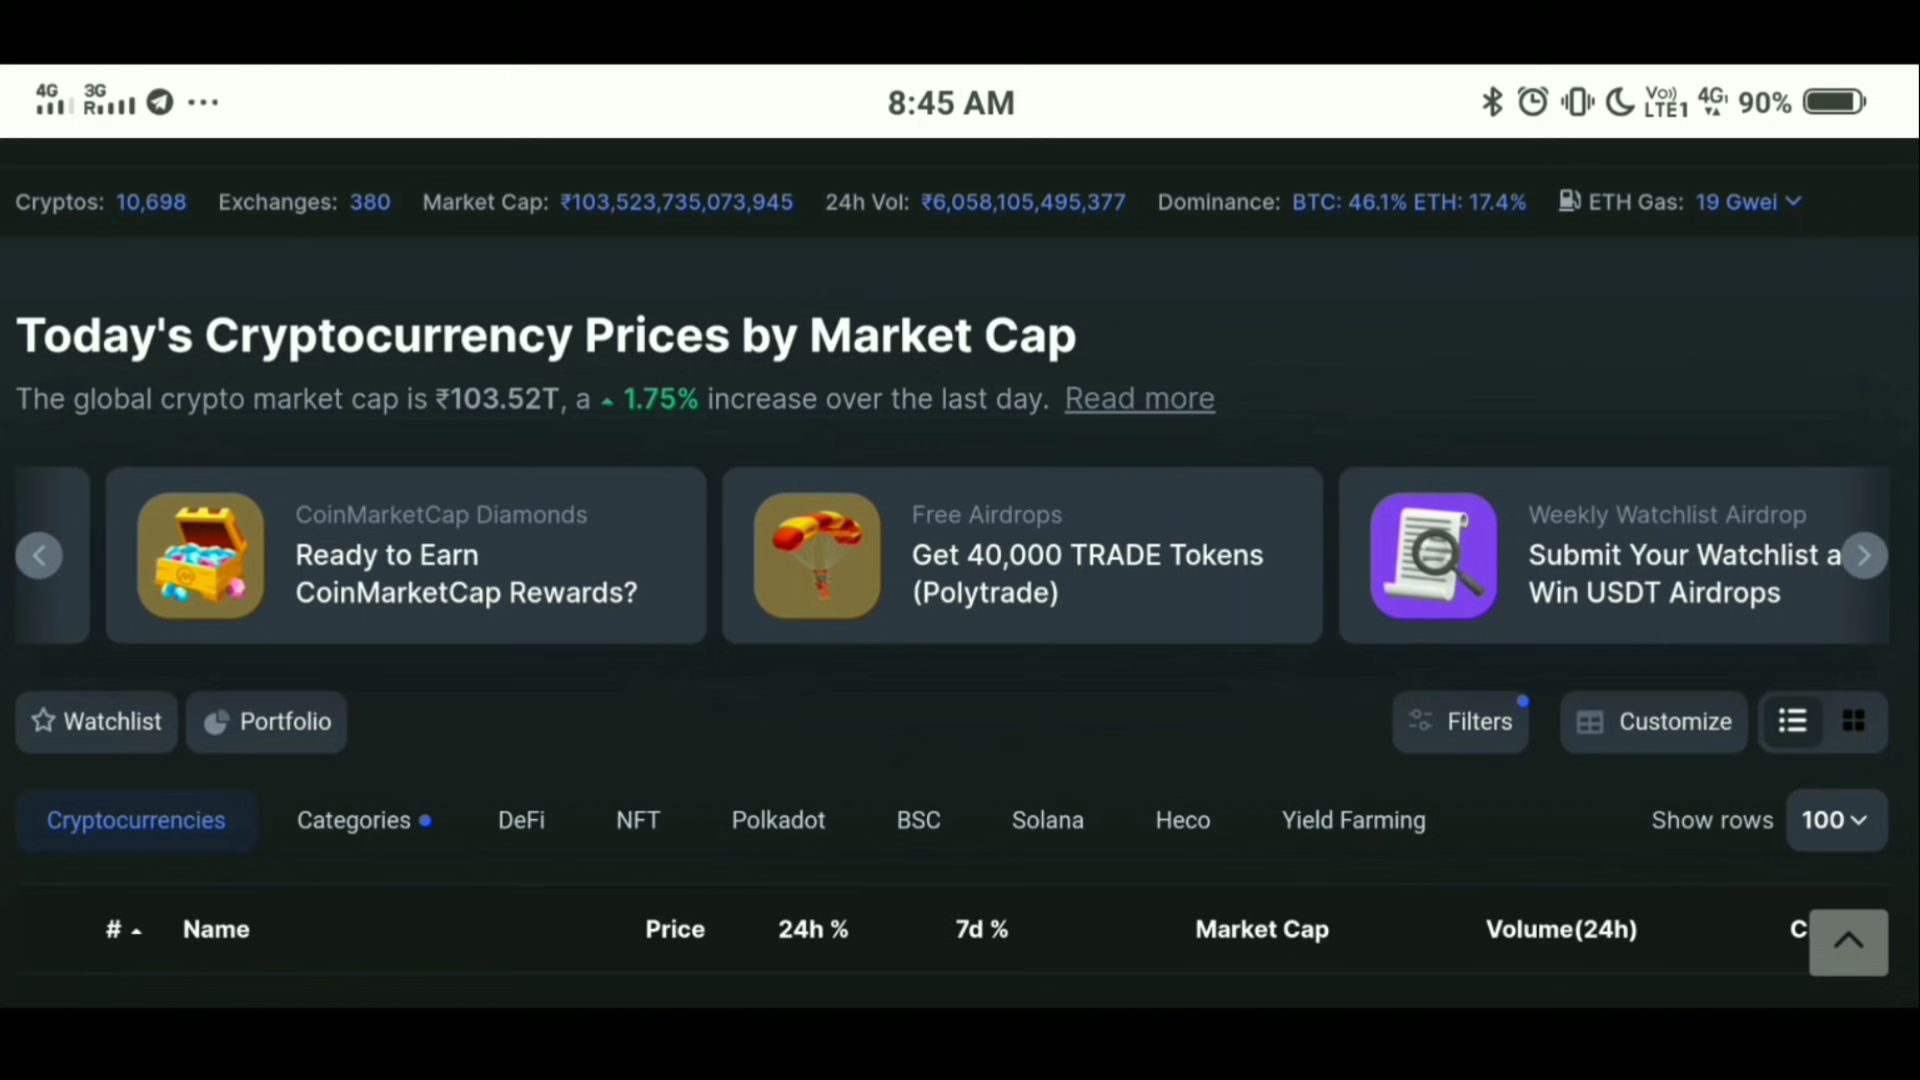 4G 3G R 8:45 AM Vo)) LTE1 4G 90%
Cryptos: 10,698 Exchanges: 380 Market Cap: ₹103,523,735,073,945 24h Vol: ₹6,058,105,495,377 Dominance: BTC: 46.1% ETH: 17.4% ETH Gas: 19 Gwei
Today's Cryptocurrency Prices by Market Cap
The global crypto market cap is ₹103.52T, a 1.75% increase over the last day. Read more
CoinMarketCap Diamonds
Ready to Earn
CoinMarketCap Rewards?
Free Airdrops
Get 40,000 TRADE Tokens
(Polytrade)
Weekly Watchlist Airdrop
Submit Your Watchlist a
Win USDT Airdrops
Watchlist Portfolio Filters Customize
Cryptocurrencies Categories DeFi NFT Polkadot BSC Solana Heco Yield Farming Show rows 100
# Name Price 24h % 7d % Market Cap Volume(24h) C